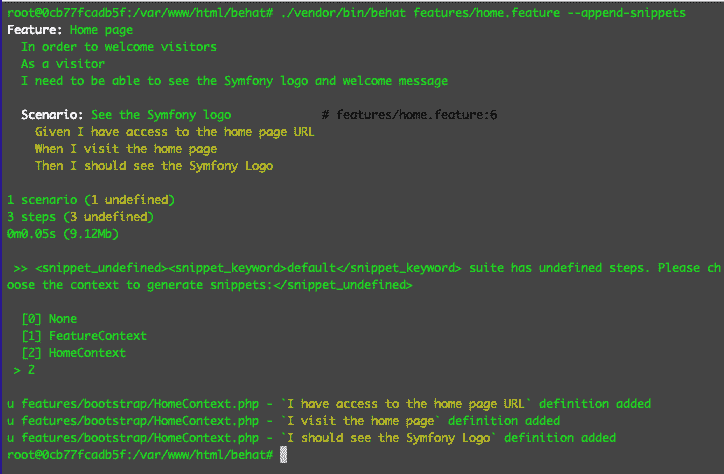 root@0cb77fcadb5f:/var/www/html/behat# ./vendor/bin/behat features/home.feature --append-snippets
Feature: Home page
  In order to welcome visitors
  As a visitor
  I need to be able to see the Symfony logo and welcome message

  Scenario: See the Symfony logo             # features/home.feature:6
    Given I have access to the home page URL
    When I visit the home page
    Then I should see the Symfony Logo

1 scenario (1 undefined)
3 steps (3 undefined)
0m0.05s (9.12Mb)

 >> <snippet_undefined><snippet_keyword>default</snippet_keyword> suite has undefined steps. Please ch
oose the context to generate snippets:</snippet_undefined>

  [0] None
  [1] FeatureContext
  [2] HomeContext
 > 2

u features/bootstrap/HomeContext.php - `I have access to the home page URL` definition added
u features/bootstrap/HomeContext.php - `I visit the home page` definition added
u features/bootstrap/HomeContext.php - `I should see the Symfony Logo` definition added
root@0cb77fcadb5f:/var/www/html/behat#